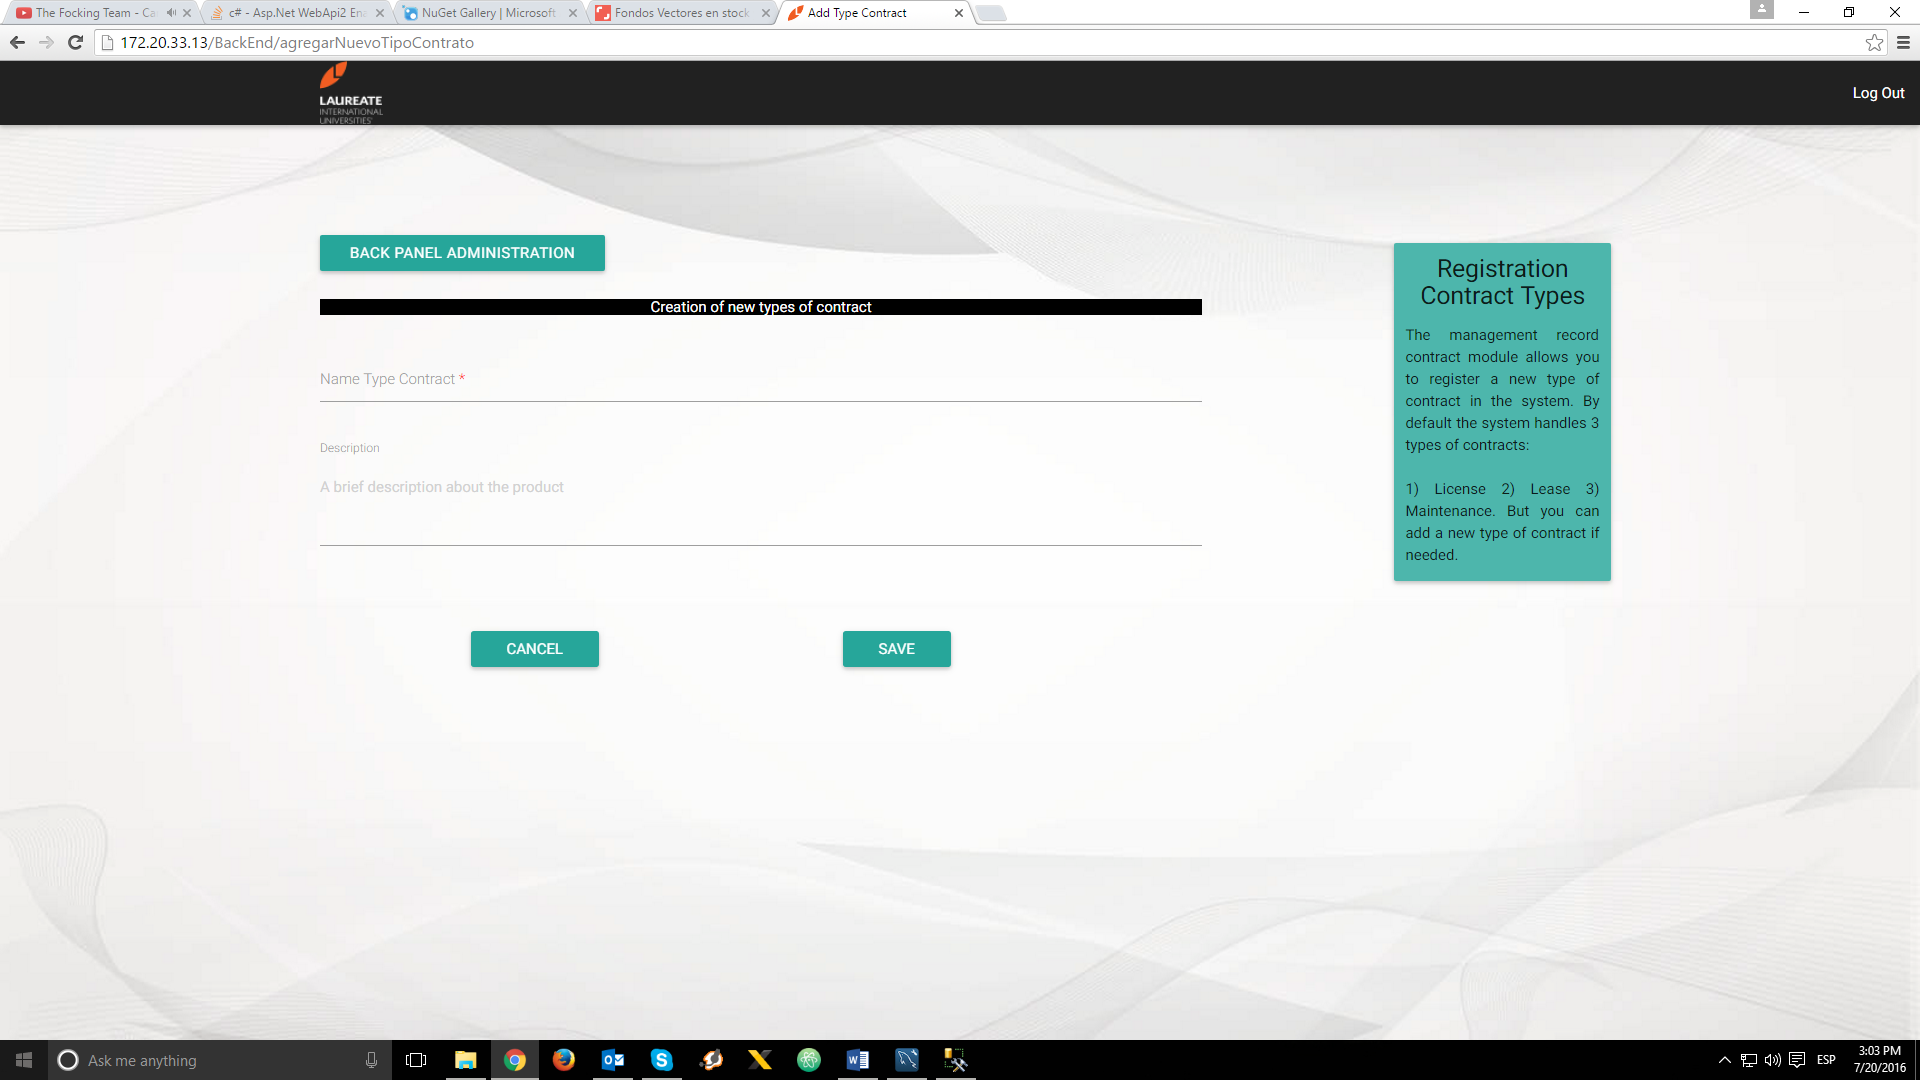 The Focking Team - Ca
c# - Asp.Net WebApi2 Ena
NuGet Gallery | Microsoft
Fondos Vectores en stock
Add Type Contract
172.20.33.13/BackEnd/agregarNuevoTipoContrato
LAUREATE
INTERNATIONAL
UNIVERSITIES
Log Out
BACK PANEL ADMINISTRATION
Creation of new types of contract
Name Type Contract *
Description
A brief description about the product
CANCEL
SAVE
Registration
Contract Types
The management record
contract module allows you
to register a new type of
contract in the system. By
default the system handles 3
types of contracts:
1) License 2) Lease 3)
Maintenance. But you can
add a new type of contract if
needed.
Ask me anything
ESP
3:03 PM
7/20/2016